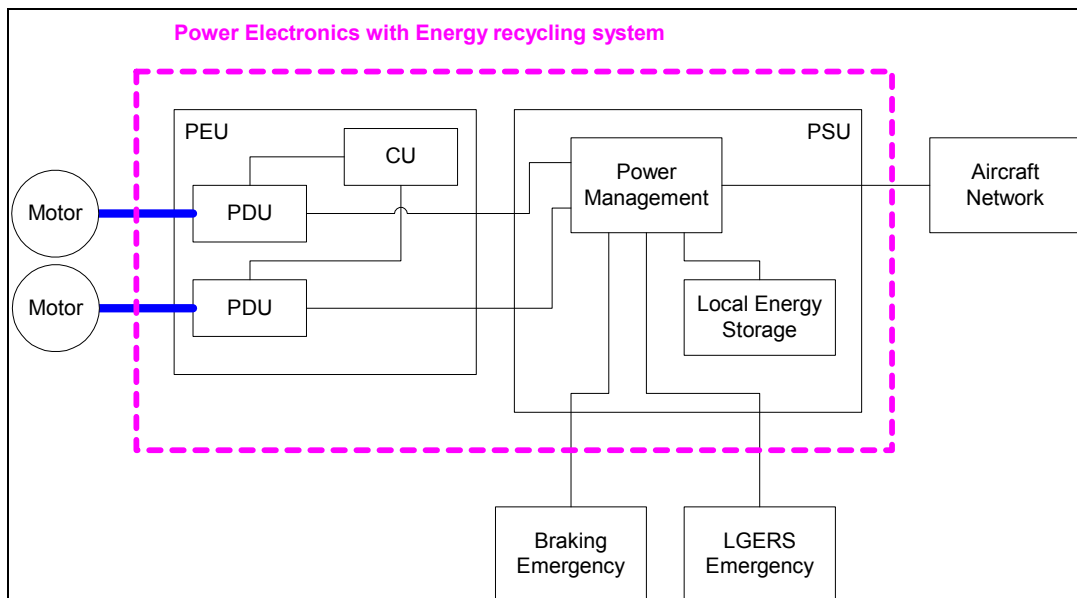 Power Electronics with Energy recycling system
PEU
PSU
CU
Power
Management
Aircraft
Network
Motor
PDU
Motor
PDU
Local Energy
Storage
Braking
Emergency
LGERS
Emergency